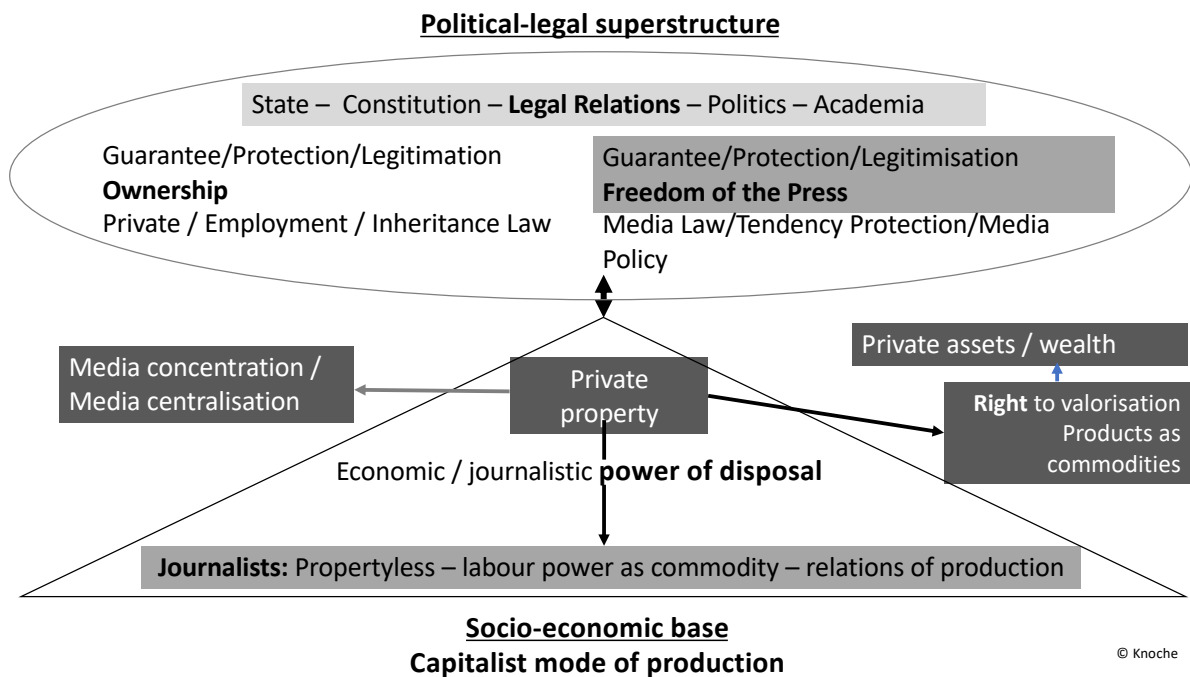 Political-legal superstructure
State – Constitution – Legal Relations – Politics – Academia
Guarantee/Protection/Legitimation
Ownership
Private / Employment / Inheritance Law
Guarantee/Protection/Legitimisation
Freedom of the Press
Media Law/Tendency Protection/Media
Policy
Media concentration /
Media centralisation
Private
property
Private assets / wealth
Right to valorisation
Products as
commodities
Economic / journalistic power of disposal
Journalists: Propertyless – labour power as commodity – relations of production
Socio-economic base
Capitalist mode of production
© Knoche